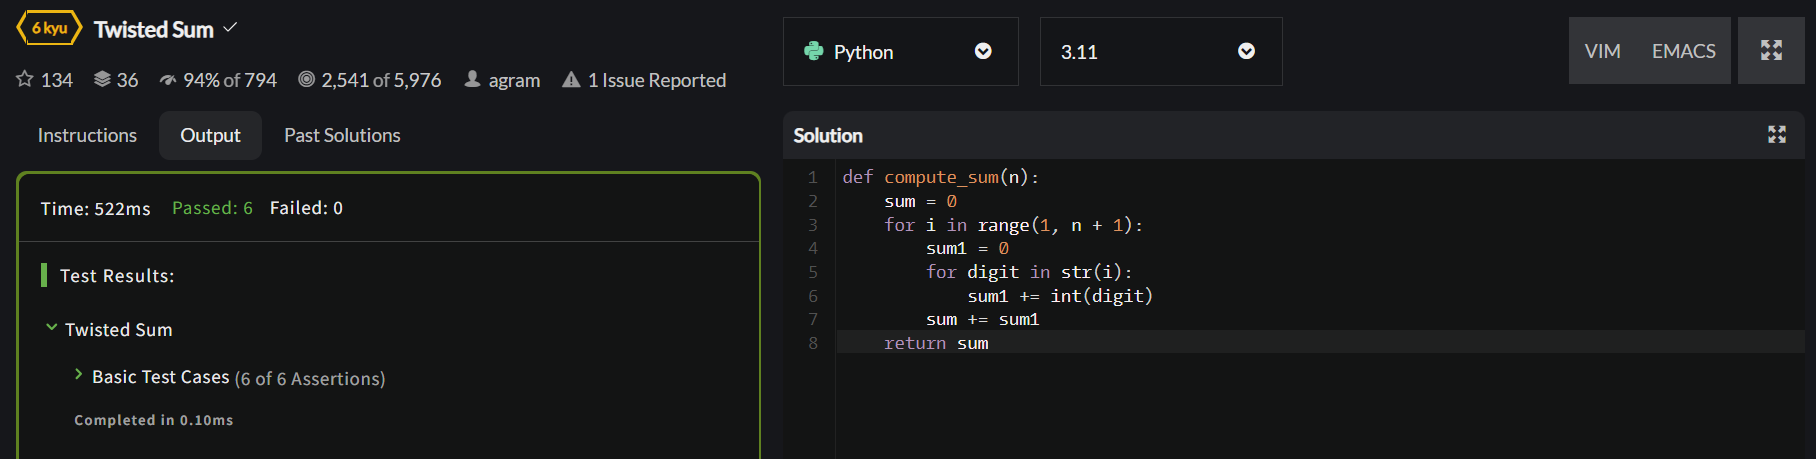 6 kyu Twisted Sum
134 36 94% of 794 2,541 of 5,976 agram 1 Issue Reported
Instructions Output Past Solutions
Time: 522ms Passed: 6 Failed: 0
Test Results:
Twisted Sum
Basic Test Cases (6 of 6 Assertions)
Completed in 0.10ms
Python 3.11 VIM EMACS
Solution
1 def compute_sum(n):
2     sum = 0
3     for i in range(1, n + 1):
4         sum1 = 0
5         for digit in str(i):
6             sum1 += int(digit)
7         sum += sum1
8     return sum